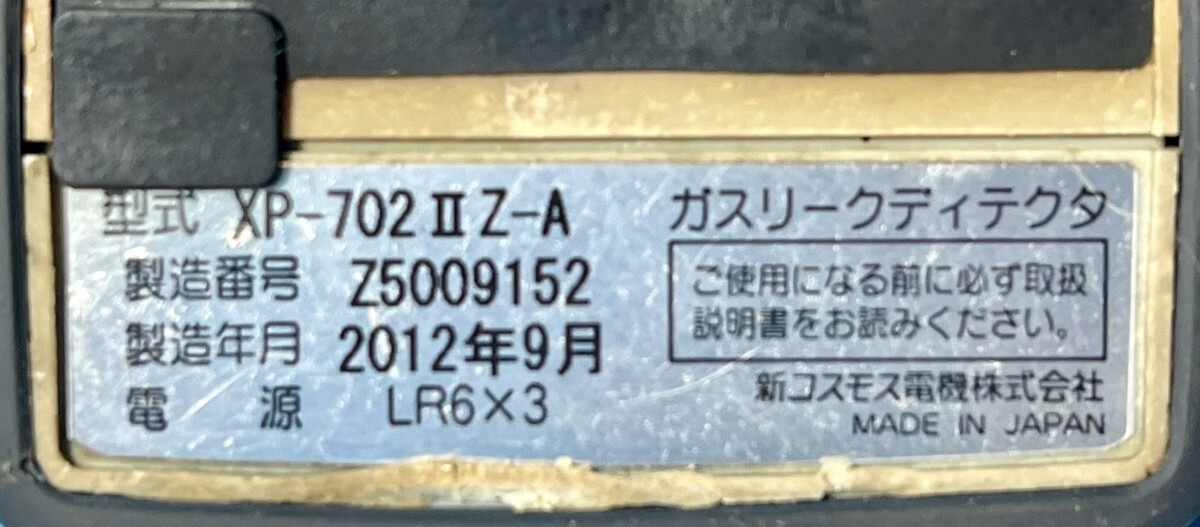 型式 XP-702ⅡZ-A
製造番号 Z5009152
製造年月 2012年9月
電源 LR6×3
ガスリークディテクタ
ご使用になる前に必ず取扱
説明書をお読みください。
新コスモス電機株式会社
MADE IN JAPAN